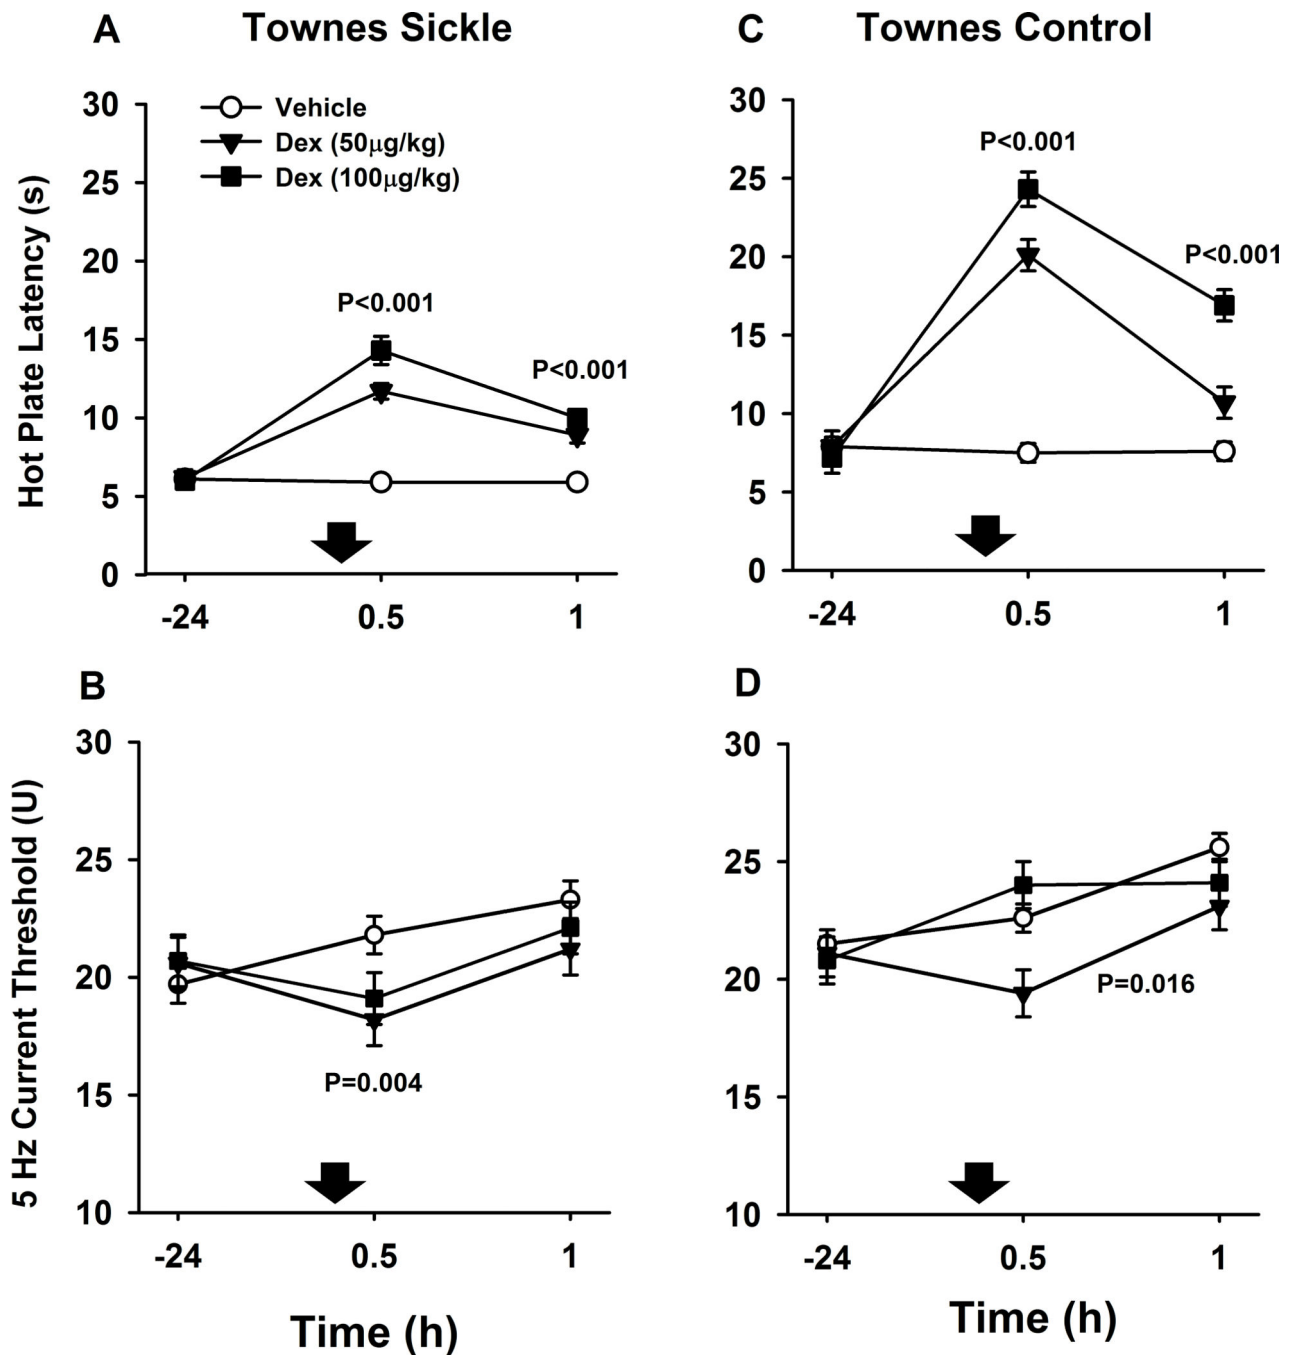 A Townes Sickle
Hot Plate Latency (s)
30
25
20
15
10
5
0
Vehicle
Dex (50μg/kg)
Dex (100μg/kg)
P<0.001
P<0.001
-24 0.5 1
C Townes Control
30
25
20
15
10
5
0
P<0.001
P<0.001
-24 0.5 1
B
5 Hz Current Threshold (U)
30
25
20
15
10
P=0.004
-24 0.5 1
Time (h)
D
30
25
20
15
10
P=0.016
-24 0.5 1
Time (h)